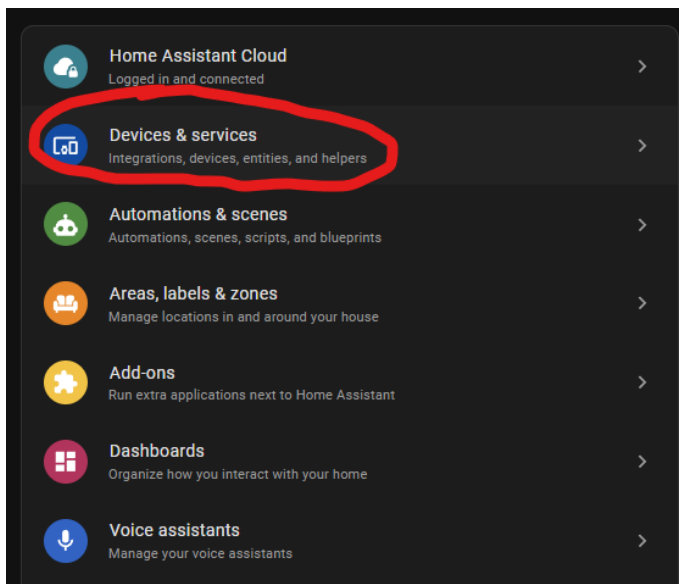 Home Assistant Cloud
Logged in and connected
Devices & services
Integrations, devices, entities, and helpers
Automations & scenes
Automations, scenes, scripts, and blueprints
Areas, labels & zones
Manage locations in and around your house
Add-ons
Run extra applications next to Home Assistant
Dashboards
Organize how you interact with your home
Voice assistants
Manage your voice assistants